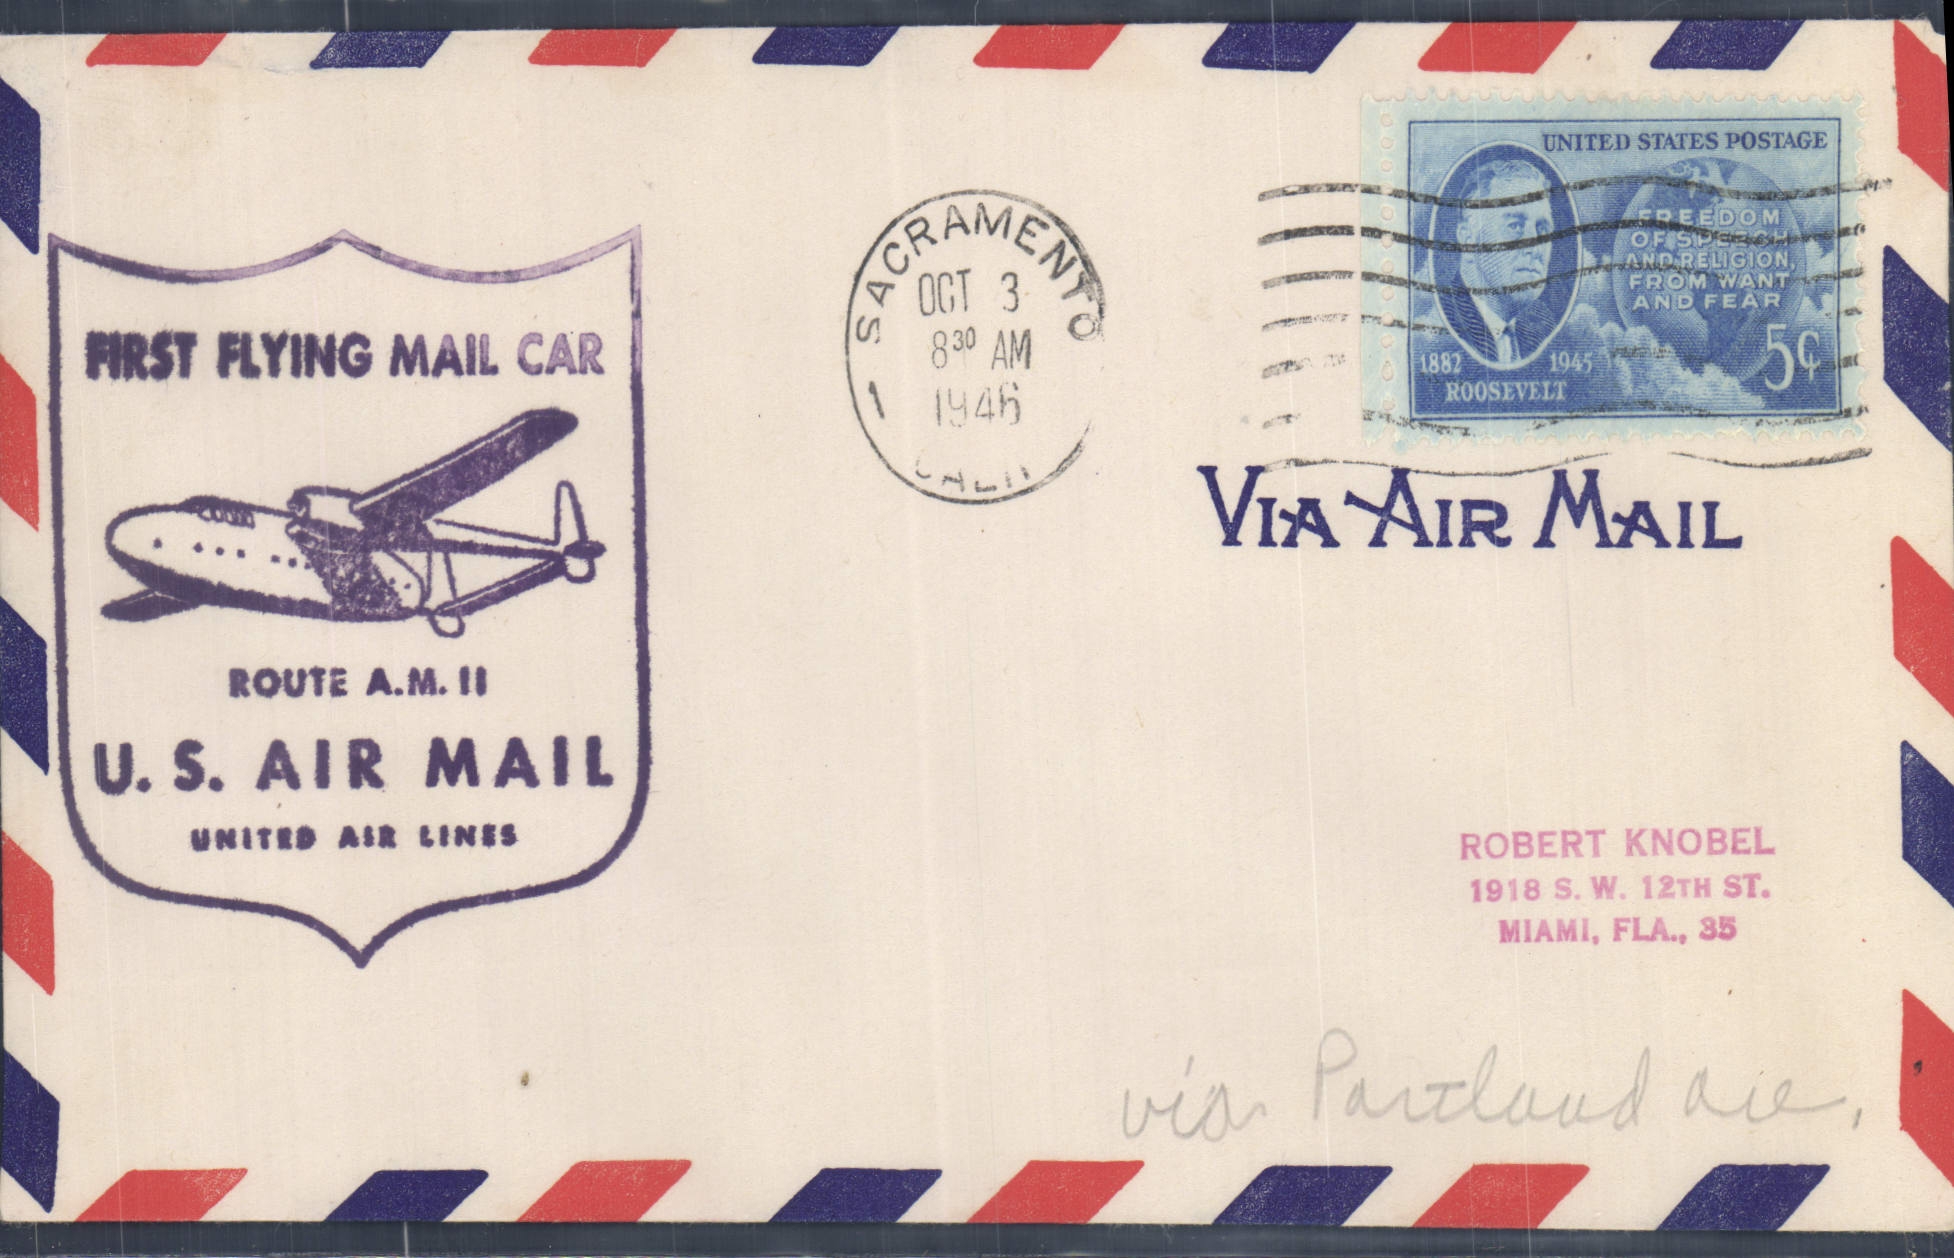 FIRST FLYING MAIL CAR
ROUTE A.M. 11
U.S. AIR MAIL
UNITED AIR LINES
SACRAMENTO
OCT 3
8 30 AM
1946
UNITED STATES POSTAGE
FREEDOM
OF SPEECH
AND RELIGION,
FROM WANT
AND FEAR
1882 1945
ROOSEVELT
5¢
VIA AIR MAIL
ROBERT KNOBEL
1918 S. W. 12TH ST.
MIAMI, FLA., 35
via Portland